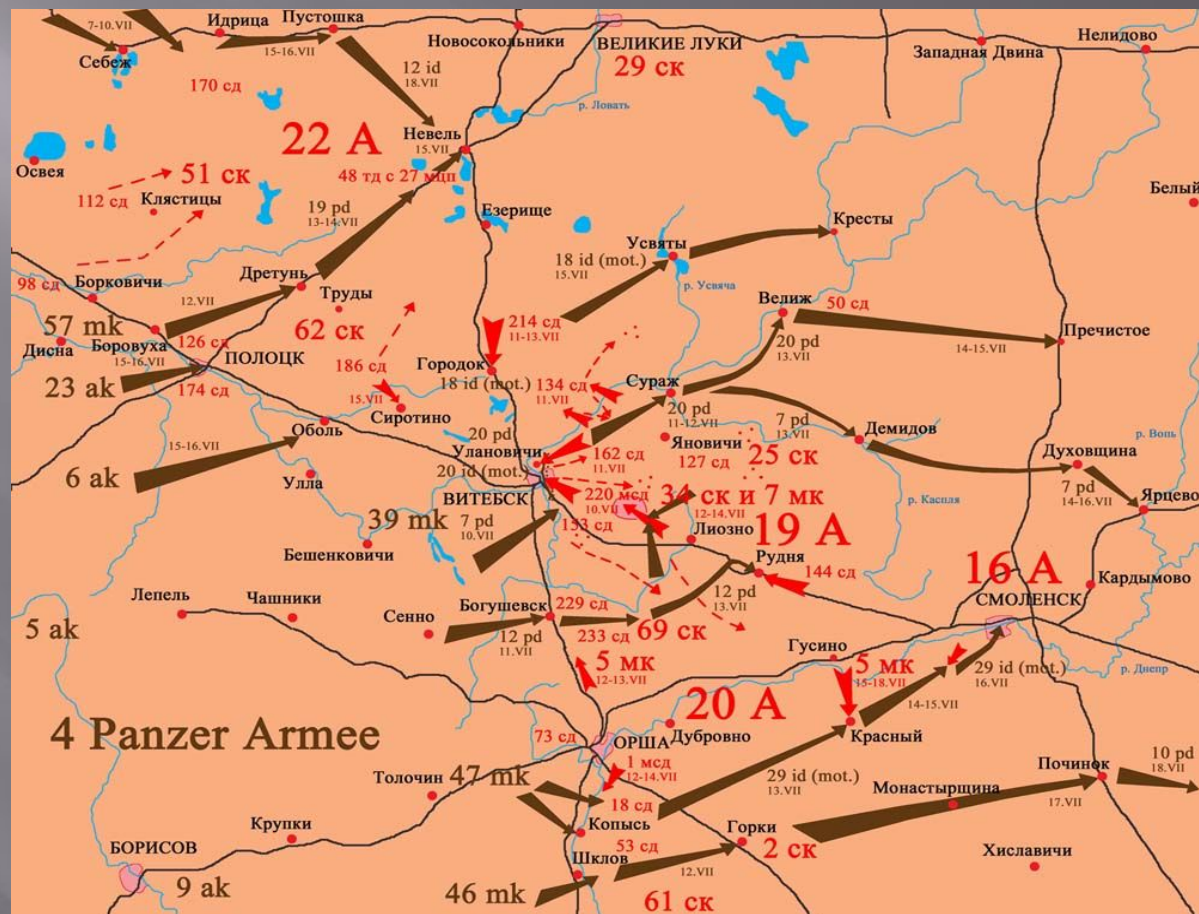 7-10.VII
Идрица
Пустошка
15-16.VII
Себеж
Новосокольники
ВЕЛИКИЕ ЛУКИ
29 ск
Западная Двина
Нелидово
170 сд
12 id
18.VII
р. Ловать
22 А
Невель
15.VII
Освея
51 ск
48 тд с 27 мцп
112 сд
Клястицы
Белый
19 pd
13-14.VII
Езерище
Кресты
Усвяты
18 id (mot.)
15.VII
98 сд
Борковичи
Дретунь
Труды
р. Усвяча
12.VII
Велиж
50 сд
57 mk
62 ск
214 сд
11-13.VII
Дисна
Боровуха
126 сд
15-16.VII
ПОЛОЦК
20 pd
13.VII
Пречистое
14-15.VII
23 ak
174 сд
186 сд
Городок
18 id (mot.)
134 сд
11.VII
Сураж
15.VII
Сиротино
20 pd
11-12.VII
7 pd
13.VII
Оболь
15-16.VII
20 pd
Улановичи
Яновичи
Демидов
6 ak
Улла
20 id (mot.)
162 сд
11.VII
127 сд
25 ск
Духовщина
р. Вопь
ВИТЕБСК
220 мсд
10.VII
34 ск и 7 мк
12-14.VII
р. Каспля
7 pd
14-16.VII
Ярцево
39 mk
7 pd
10.VII
153 сд
Лиозно
19 А
Бешенковичи
Рудня
144 сд
16 А
Кардымово
Лепель
Чашники
Богушевск
229 сд
12 pd
13.VII
СМОЛЕНСК
5 ak
Сенно
12 pd
11.VII
233 сд
69 ск
Гусино
5 мк
12-13.VII
5 мк
15-18.VII
29 id (mot.)
16.VII
р. Днепр
4 Panzer Armee
20 А
14-15.VII
73 сд
ОРША
Дубровно
Красный
1 мсд
12-14.VII
Толочин
47 mk
29 id (mot.)
13.VII
Починок
10 pd
18.VII
18 сд
Монастырщина
17.VII
Крупки
Копысь
53 сд
Горки
2 ск
БОРИСОВ
Шклов
12.VII
Хиславичи
9 ak
46 mk
61 ск